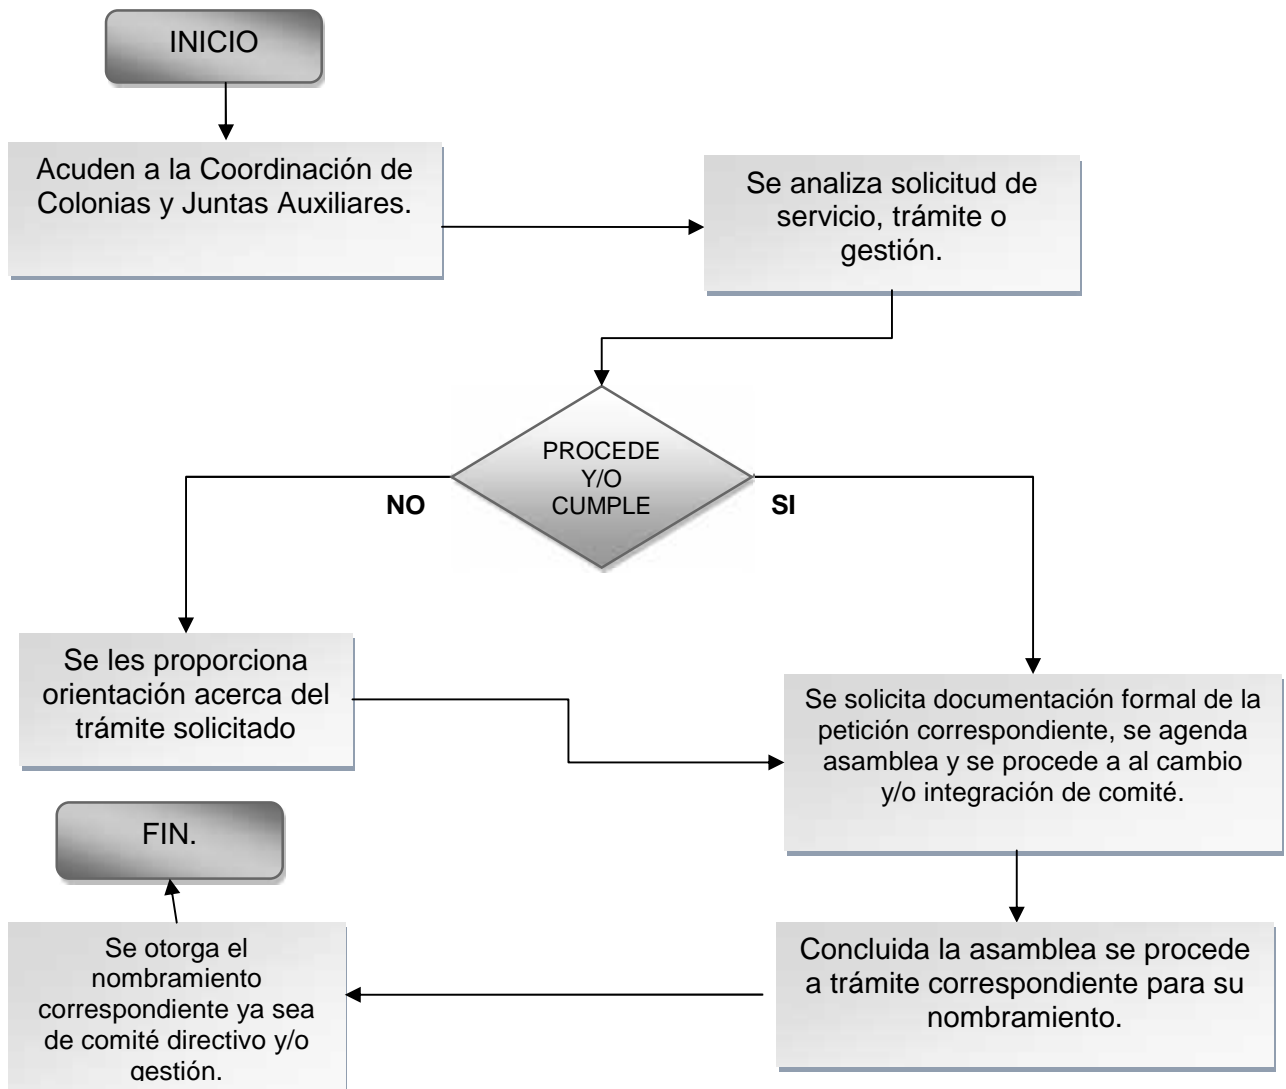 INICIO
Acuden a la Coordinación de
Colonias y Juntas Auxiliares.
Se analiza solicitud de
servicio, trámite o
gestión.
PROCEDE
Y/O
CUMPLE
NO
SI
Se les proporciona
orientación acerca del
trámite solicitado
Se solicita documentación formal de la
petición correspondiente, se agenda
asamblea y se procede a al cambio
y/o integración de comité.
Concluida la asamblea se procede
a trámite correspondiente para su
nombramiento.
Se otorga el
nombramiento
correspondiente ya sea
de comité directivo y/o
gestión.
FIN.